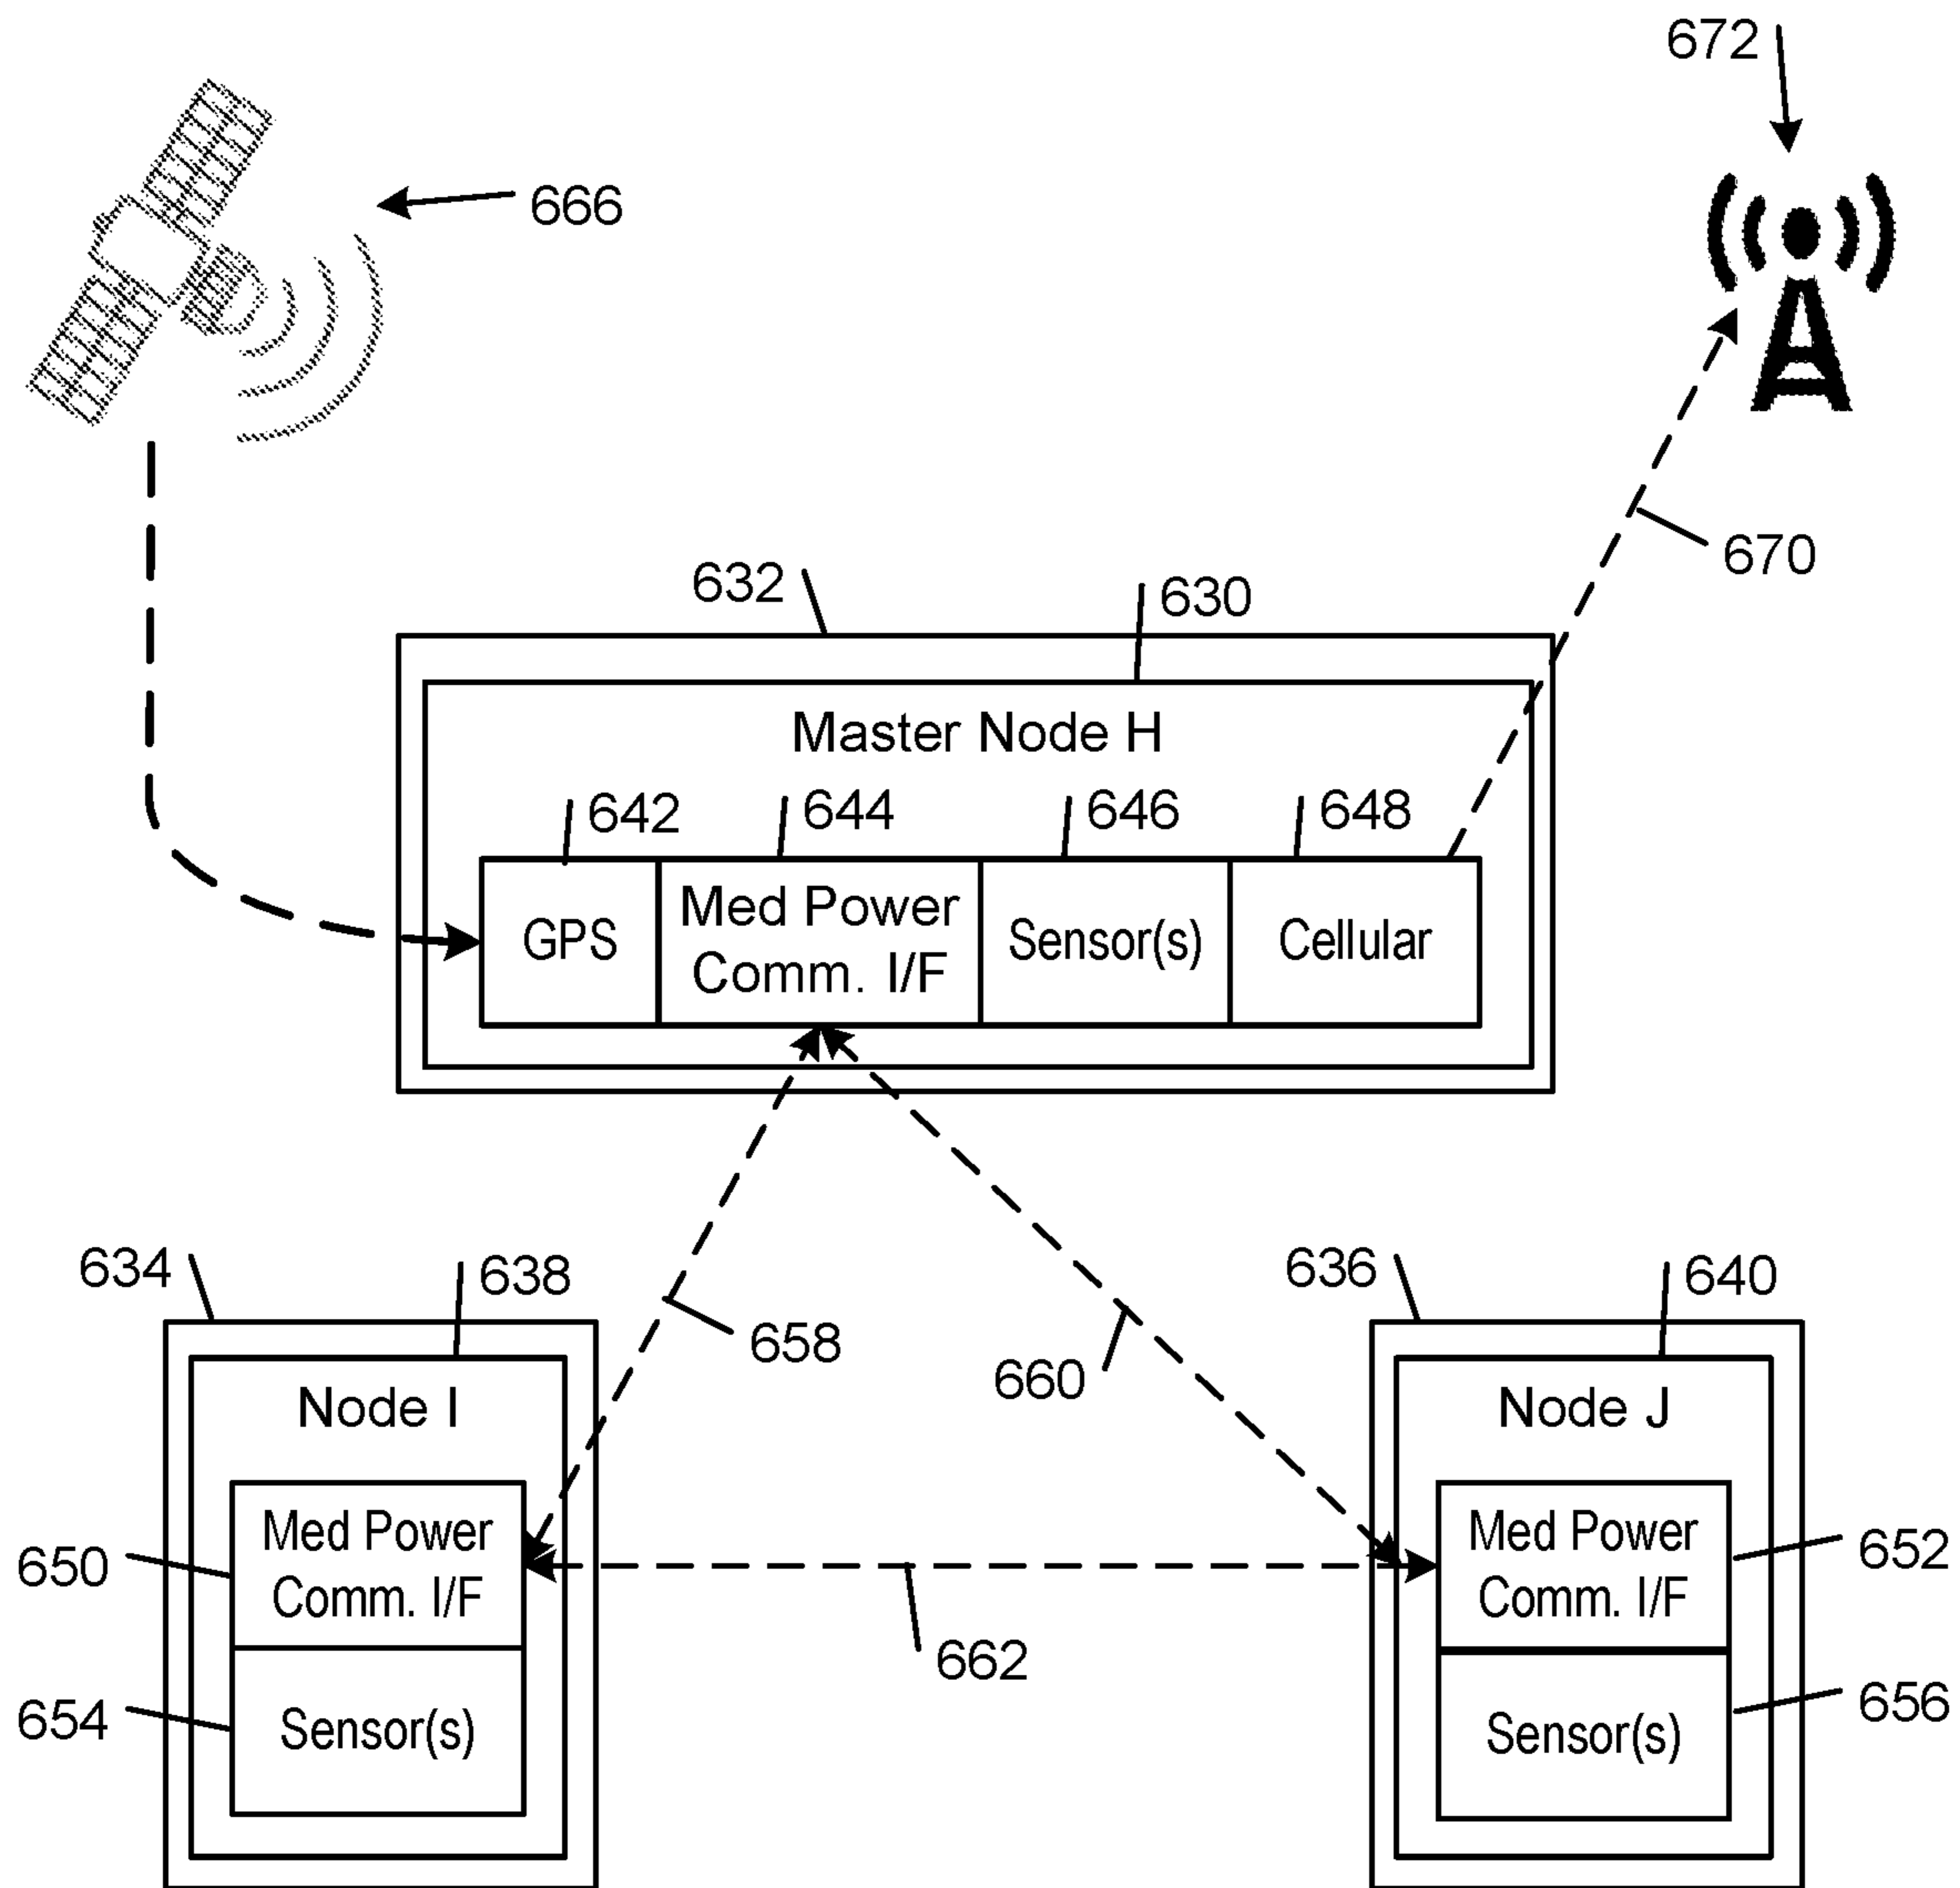 672
666
670
632
630
Master Node H
642
644
646
648
GPS
Med Power
Comm. I/F
Sensor(s)
Cellular
634
638
658
660
636
640
Node I
Node J
650
Med Power
Comm. I/F
Med Power
Comm. I/F
652
662
654
Sensor(s)
Sensor(s)
656